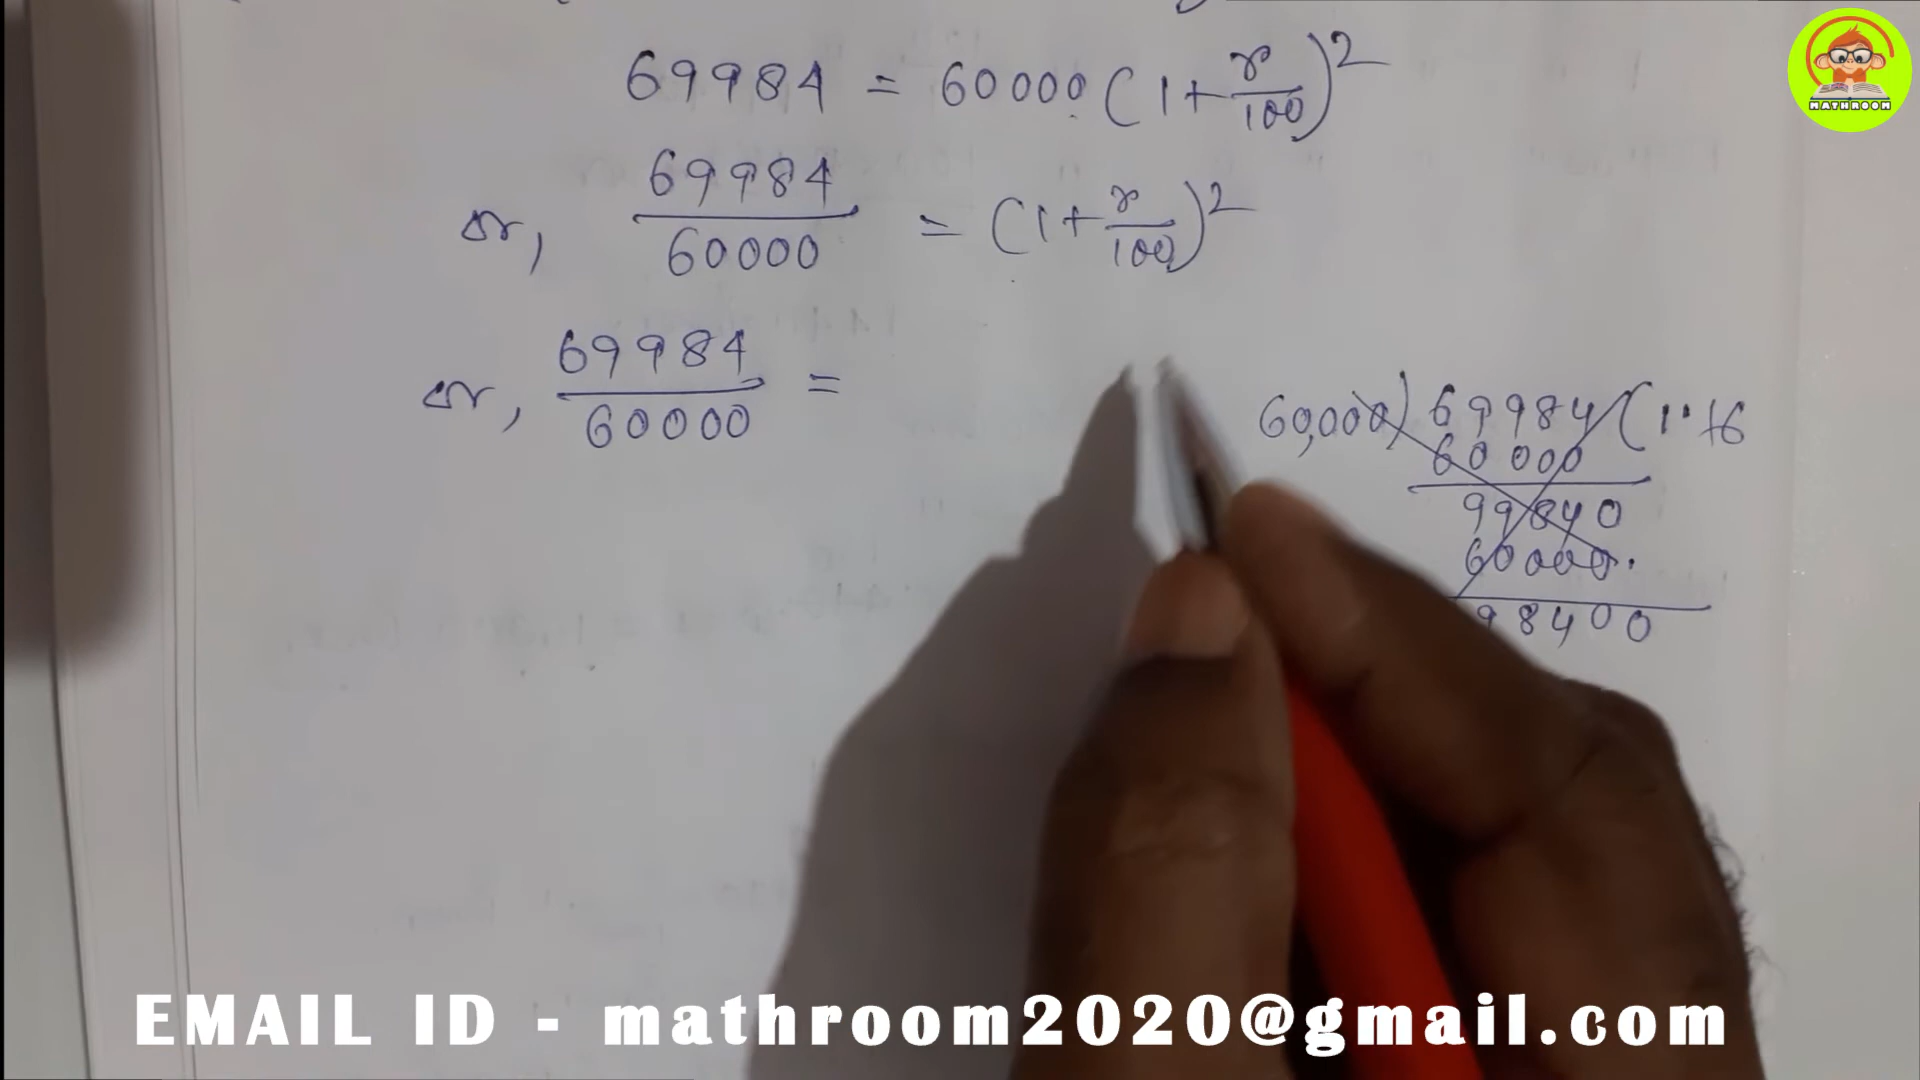 69984 = 60000 (1 + r/100)^2
or, 69984/60000 = (1 + r/100)^2
or, 69984/60000 =
60,000) 69984 (1.16
60000
99840
60000.
98400
MATHROOM
EMAIL ID - mathroom2020@gmail.com